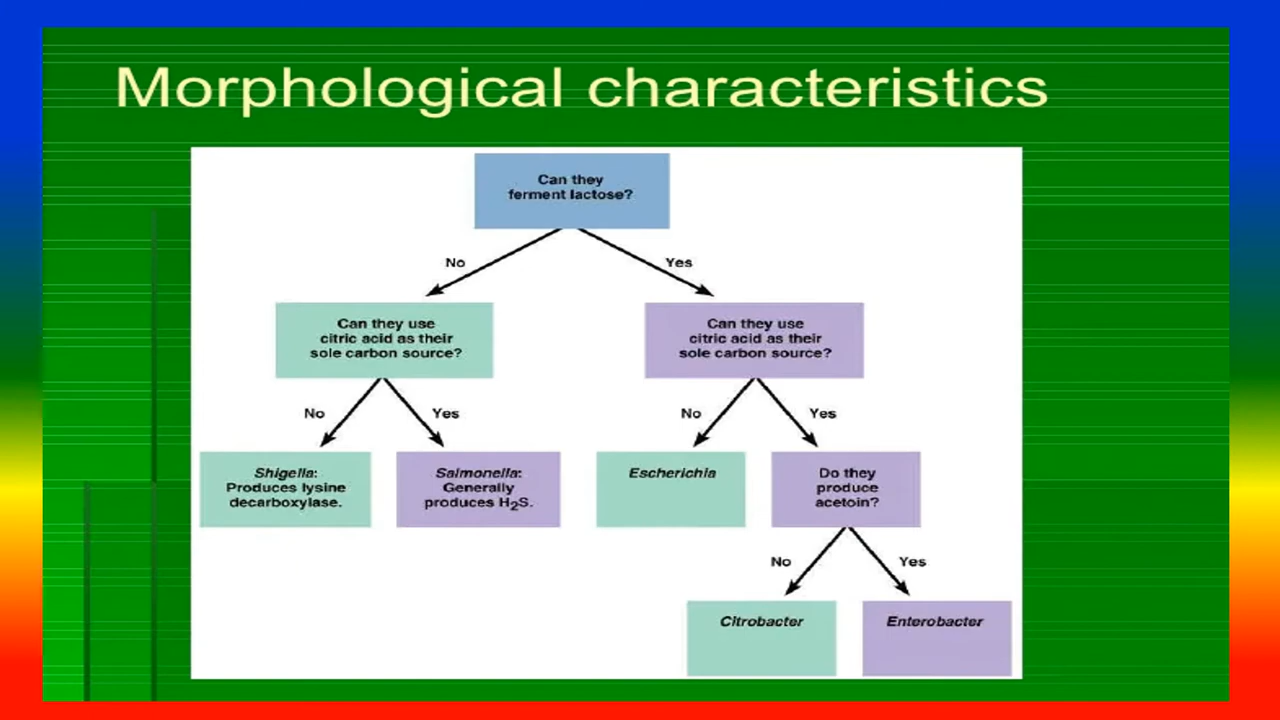 Morphological characteristics
Can they
ferment lactose?
No
Yes
Can they use
citric acid as their
sole carbon source?
Can they use
citric acid as their
sole carbon source?
No
Yes
No
Yes
Shigella:
Produces lysine
decarboxylase.
Salmonella:
Generally
produces H₂S.
Escherichia
Do they
produce
acetoin?
No
Yes
Citrobacter
Enterobacter